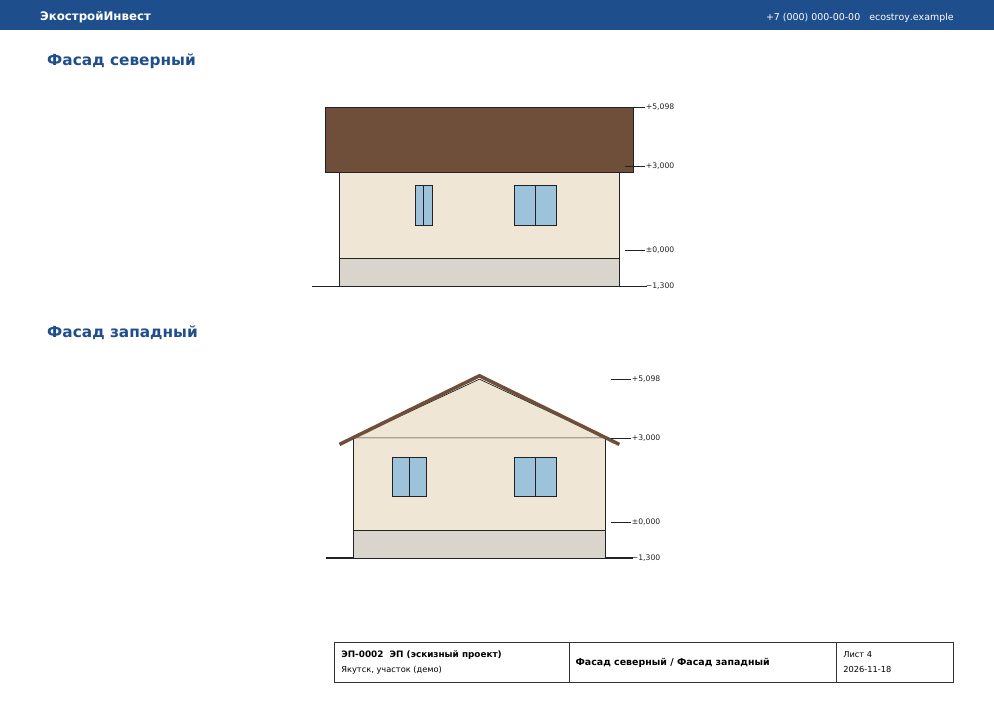 ЭкостройИнвест
+7 (000) 000-00-00 ecostroy.example
Фасад северный
+5,098
+3,000
±0,000
−1,300
Фасад западный
+5,098
+3,000
±0,000
−1,300
ЭП-0002 ЭП (эскизный проект)
Якутск, участок (демо)
Фасад северный / Фасад западный
Лист 4
2026-11-18